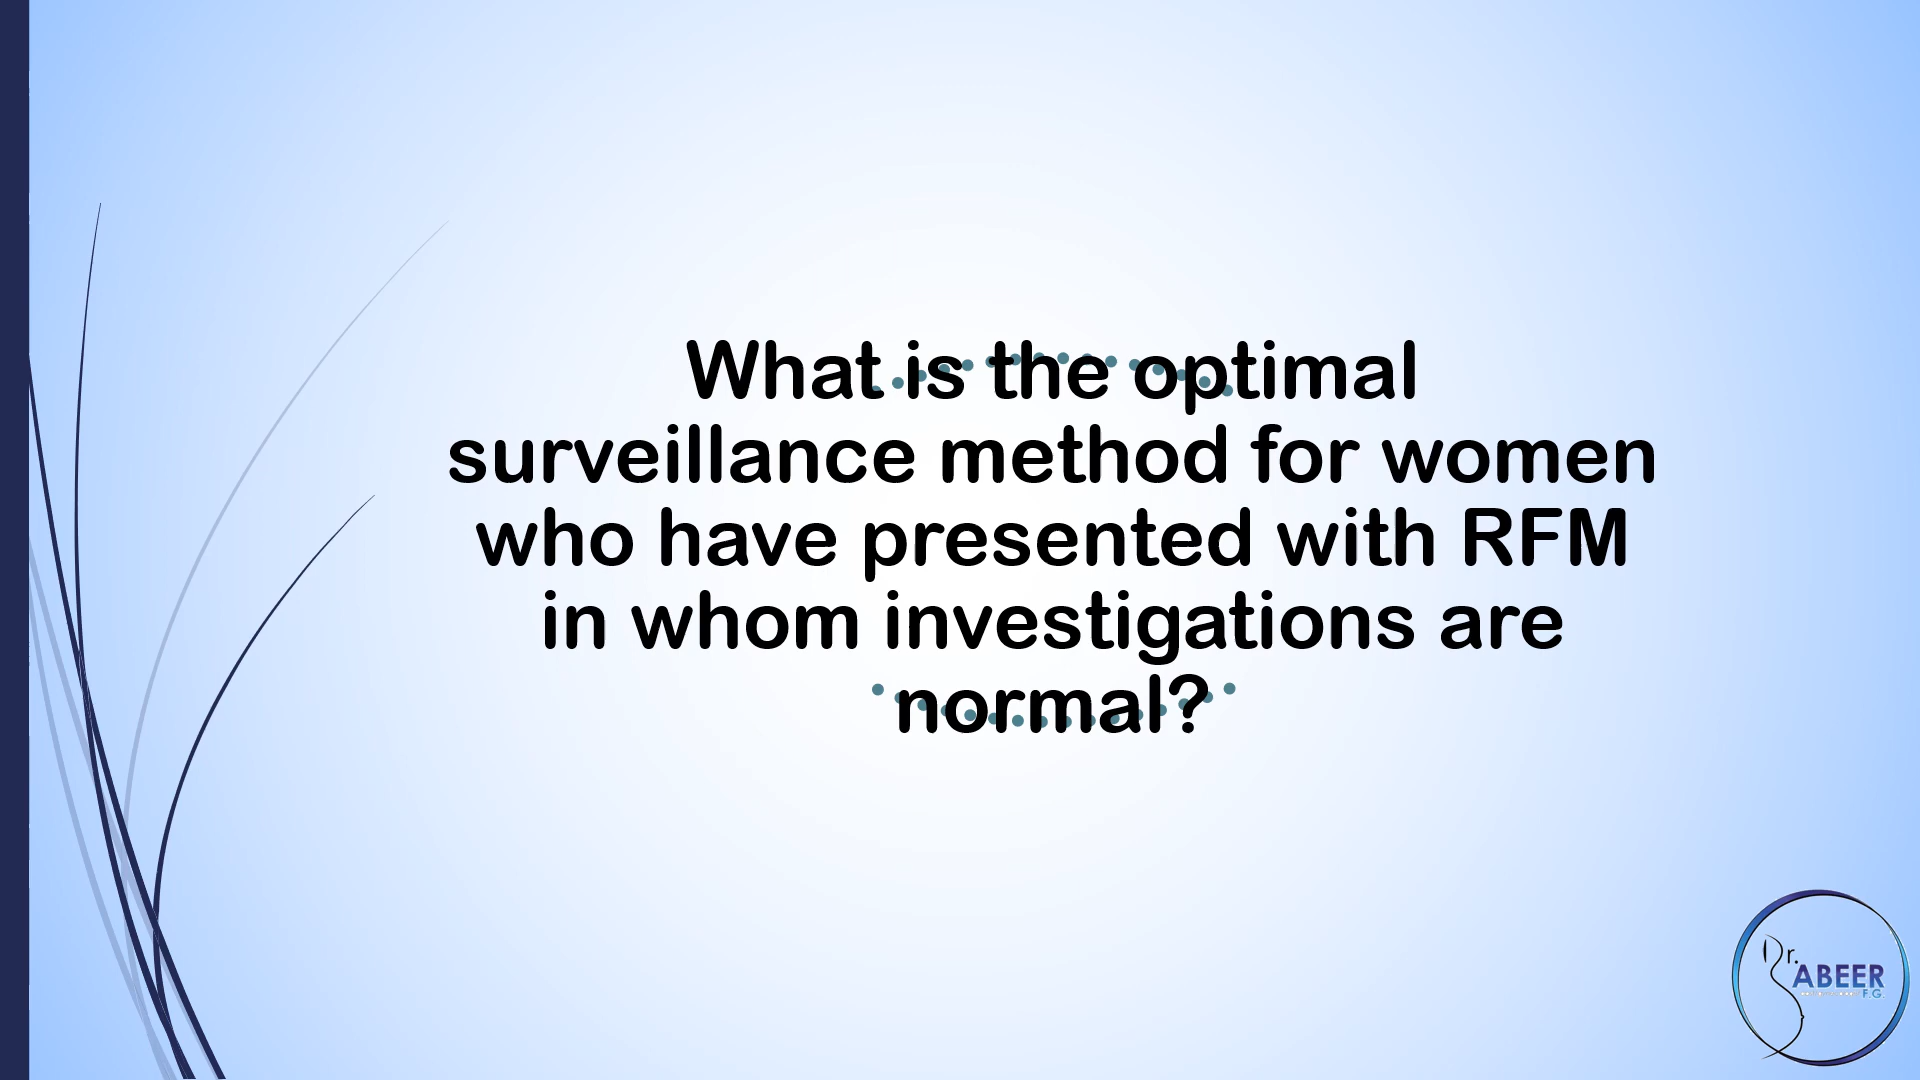 What is the optimal
surveillance method for women
who have presented with RFM
in whom investigations are
normal?
Dr.
ABEER
F.G.